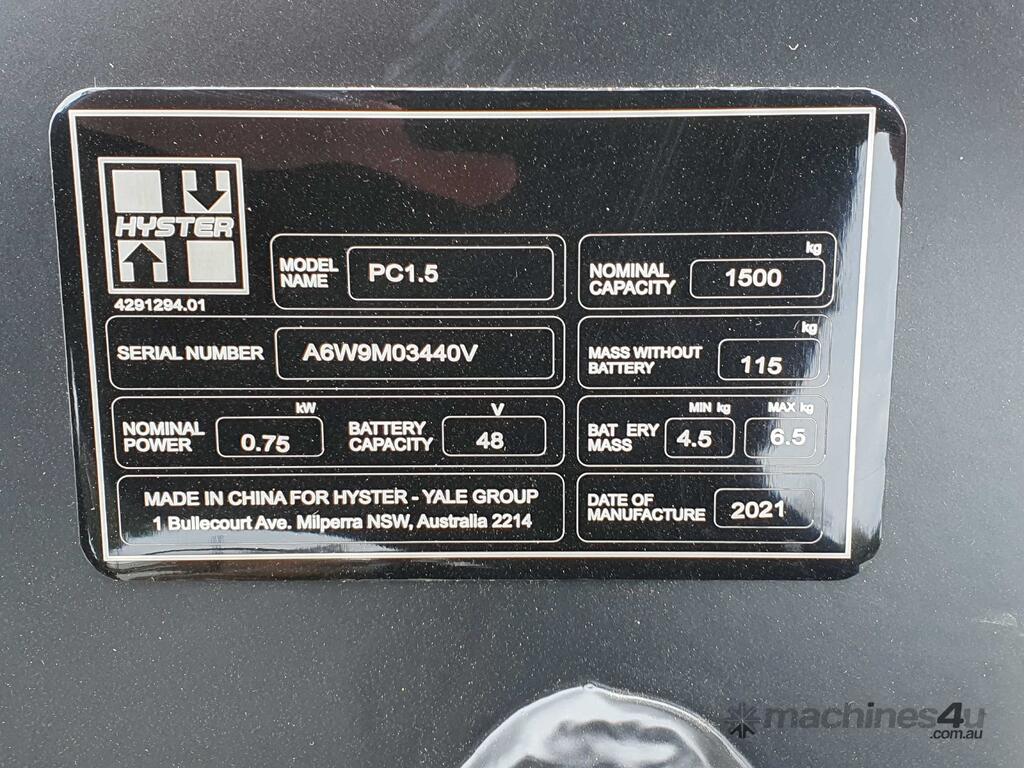 HYSTER
4291294.01
MODEL NAME PC1.5
kg
NOMINAL CAPACITY 1500
SERIAL NUMBER A6W9M03440V
kg
MASS WITHOUT BATTERY 115
kW
NOMINAL POWER 0.75
V
BATTERY CAPACITY 48
MIN kg MAX kg
BAT ERY MASS 4.5 6.5
MADE IN CHINA FOR HYSTER - YALE GROUP
1 Bullecourt Ave. Milperra NSW, Australia 2214
DATE OF MANUFACTURE 2021
machines4u
.com.au